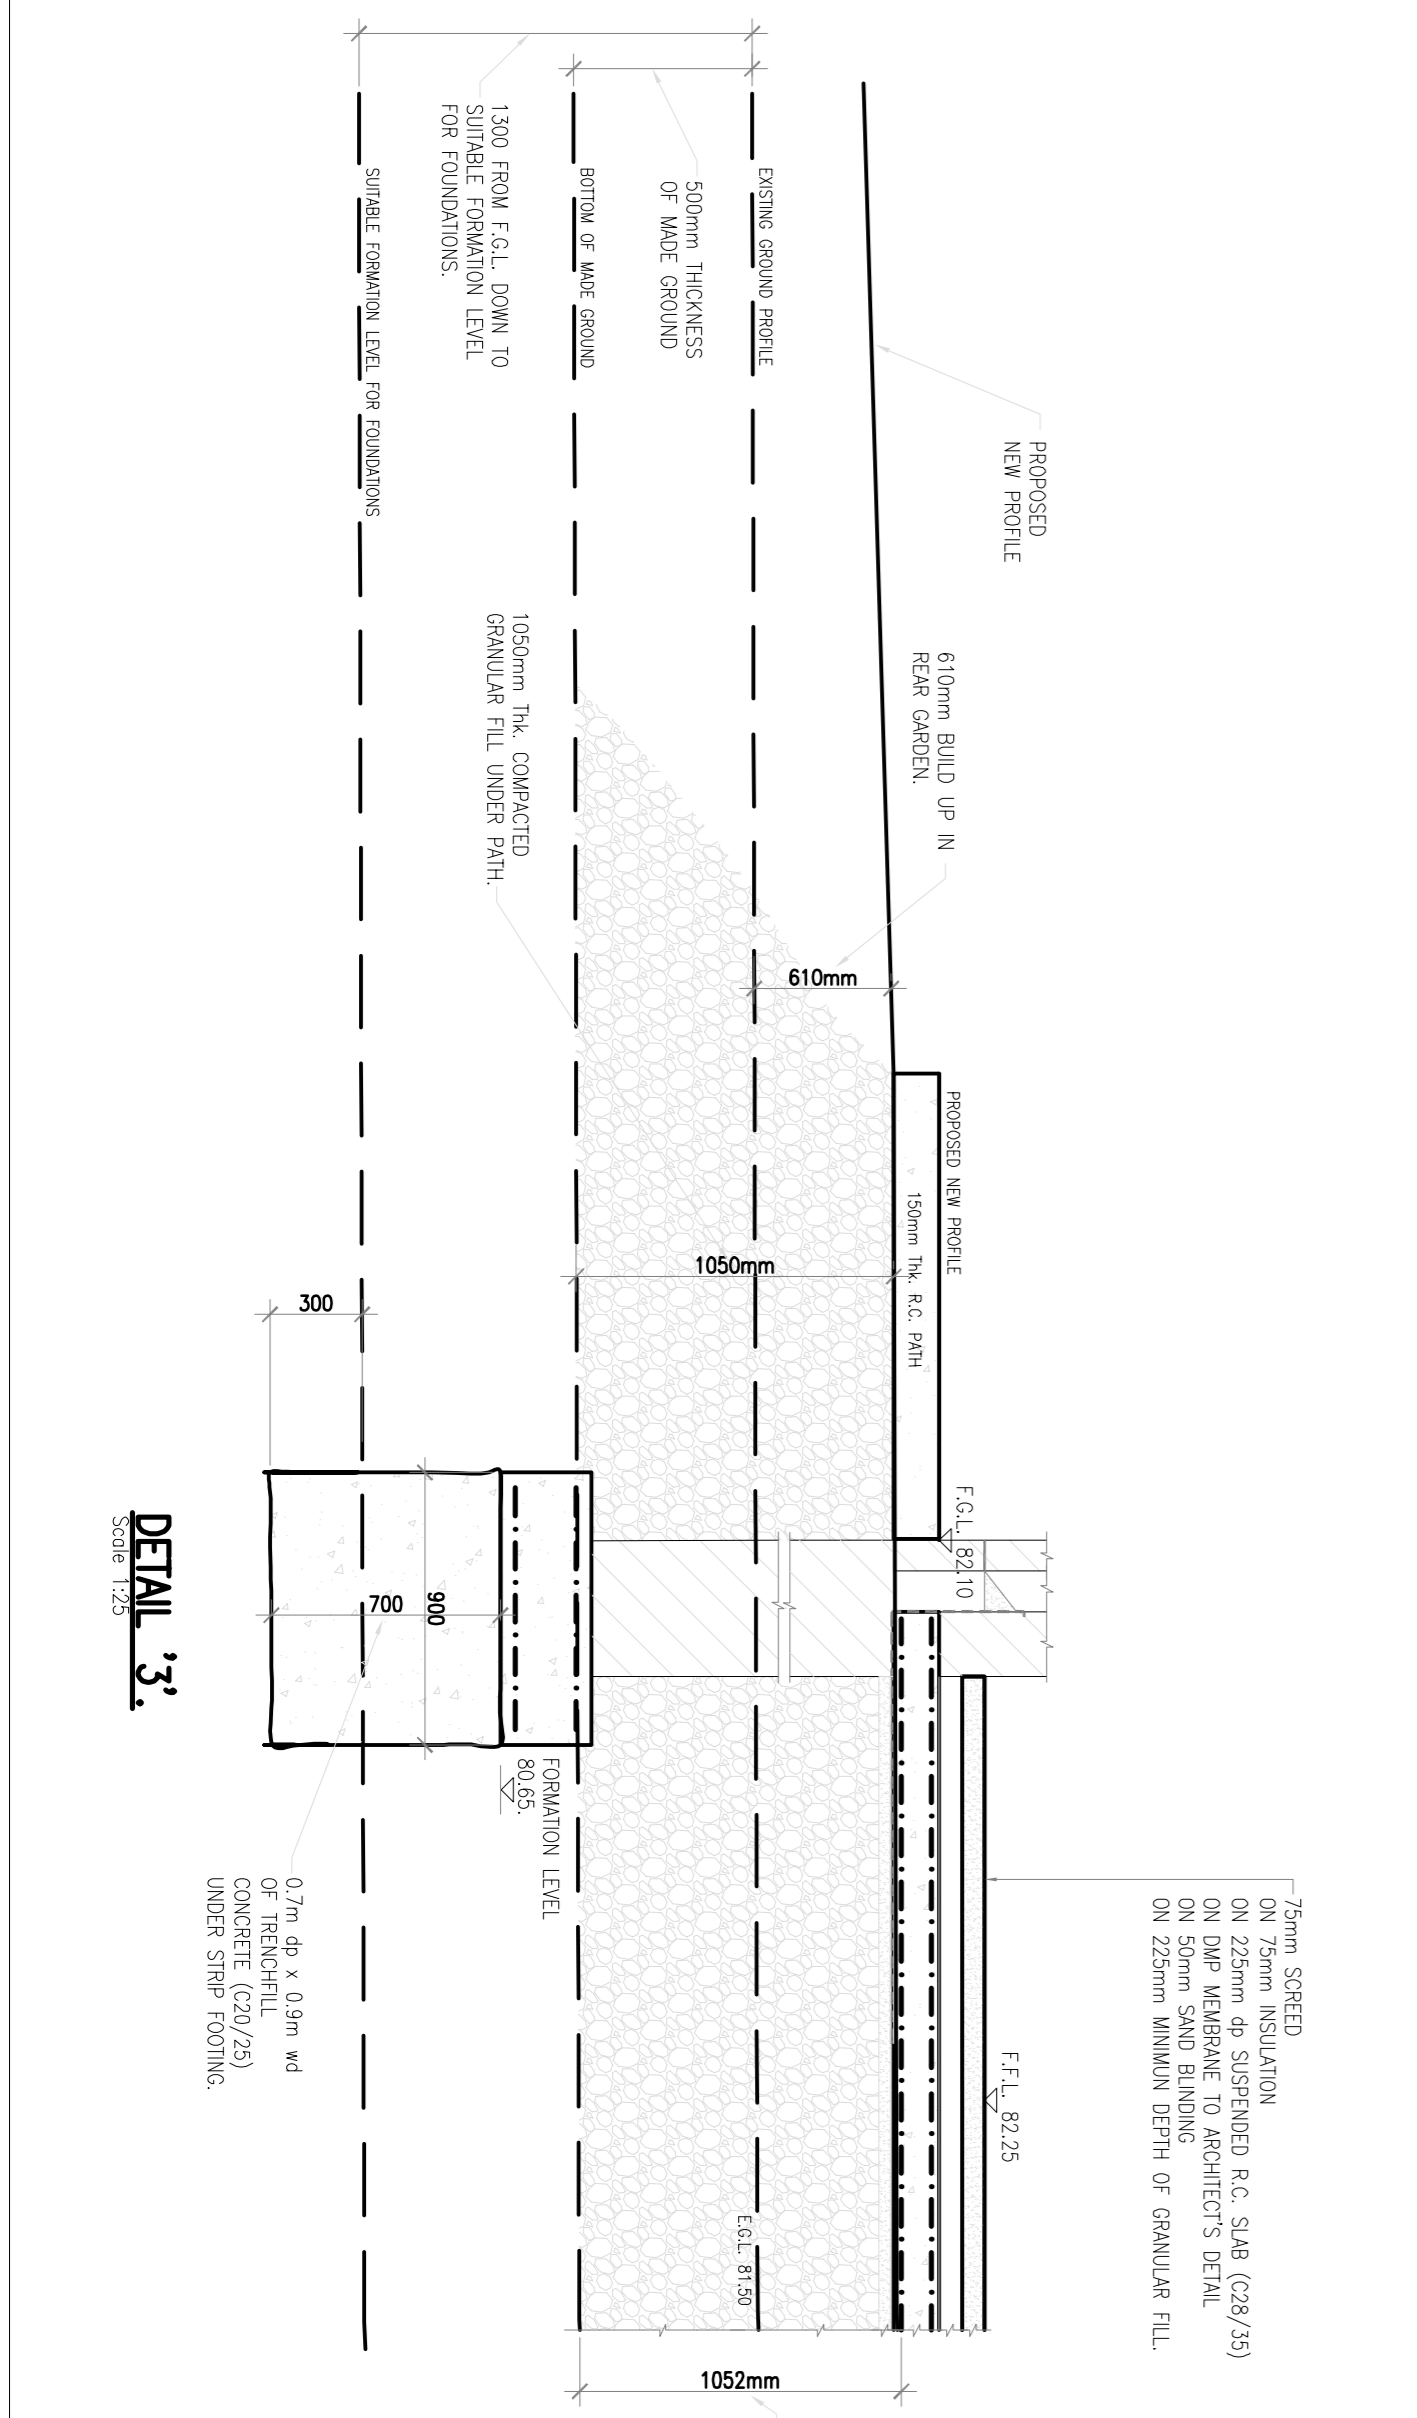 75mm SCREED
ON 75mm INSULATION
ON 225mm dp SUSPENDED R.C. SLAB (C28/35)
ON DMP MEMBRANE TO ARCHITECT'S DETAIL
ON 50mm SAND BLINDING
ON 225mm MINIMUN DEPTH OF GRANULAR FILL.
PROPOSED
NEW PROFILE
F.F.L. 82.25
610mm BUILD UP IN
REAR GARDEN.
PROPOSED NEW PROFILE
F.G.L. 82.10
150mm Thk. R.C. PATH
610mm
EXISTING GROUND PROFILE
E.G.L. 81.50
1050mm
1052mm
500mm THICKNESS
OF MADE GROUND
BOTTOM OF MADE GROUND
1300 FROM F.G.L. DOWN TO
SUITABLE FORMATION LEVEL
FOR FOUNDATIONS.
1050mm Thk. COMPACTED
GRANULAR FILL UNDER PATH.
FORMATION LEVEL
80.65.
900
700
SUITABLE FORMATION LEVEL FOR FOUNDATIONS
300
0.7m dp x 0.9m wd
OF TRENCHFILL
CONCRETE (C20/25)
UNDER STRIP FOOTING.
DETAIL '3'.
Scale 1:25